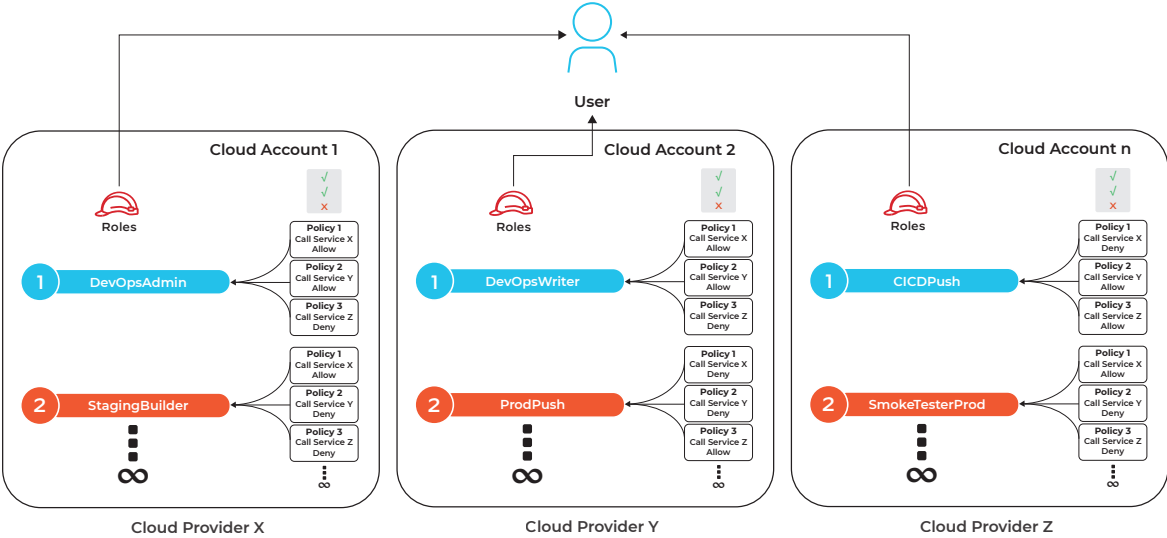 User
Cloud Account 1
√
√
x
Roles
Policy 1
Call Service X
Allow
1
DevOpsAdmin
Policy 2
Call Service Y
Allow
Policy 3
Call Service Z
Deny
Policy 1
Call Service X
Allow
2
StagingBuilder
Policy 2
Call Service Y
Deny
Policy 3
Call Service Z
Deny
∞
∞
Cloud Provider X
Cloud Account 2
√
√
x
Roles
Policy 1
Call Service X
Allow
1
DevOpsWriter
Policy 2
Call Service Y
Allow
Policy 3
Call Service Z
Deny
Policy 1
Call Service X
Deny
2
ProdPush
Policy 2
Call Service Y
Deny
Policy 3
Call Service Z
Allow
∞
∞
Cloud Provider Y
Cloud Account n
√
√
x
Roles
Policy 1
Call Service X
Deny
1
CICDPush
Policy 2
Call Service Y
Deny
Policy 3
Call Service Z
Allow
Policy 1
Call Service X
Allow
2
SmokeTesterProd
Policy 2
Call Service Y
Deny
Policy 3
Call Service Z
Deny
∞
∞
Cloud Provider Z